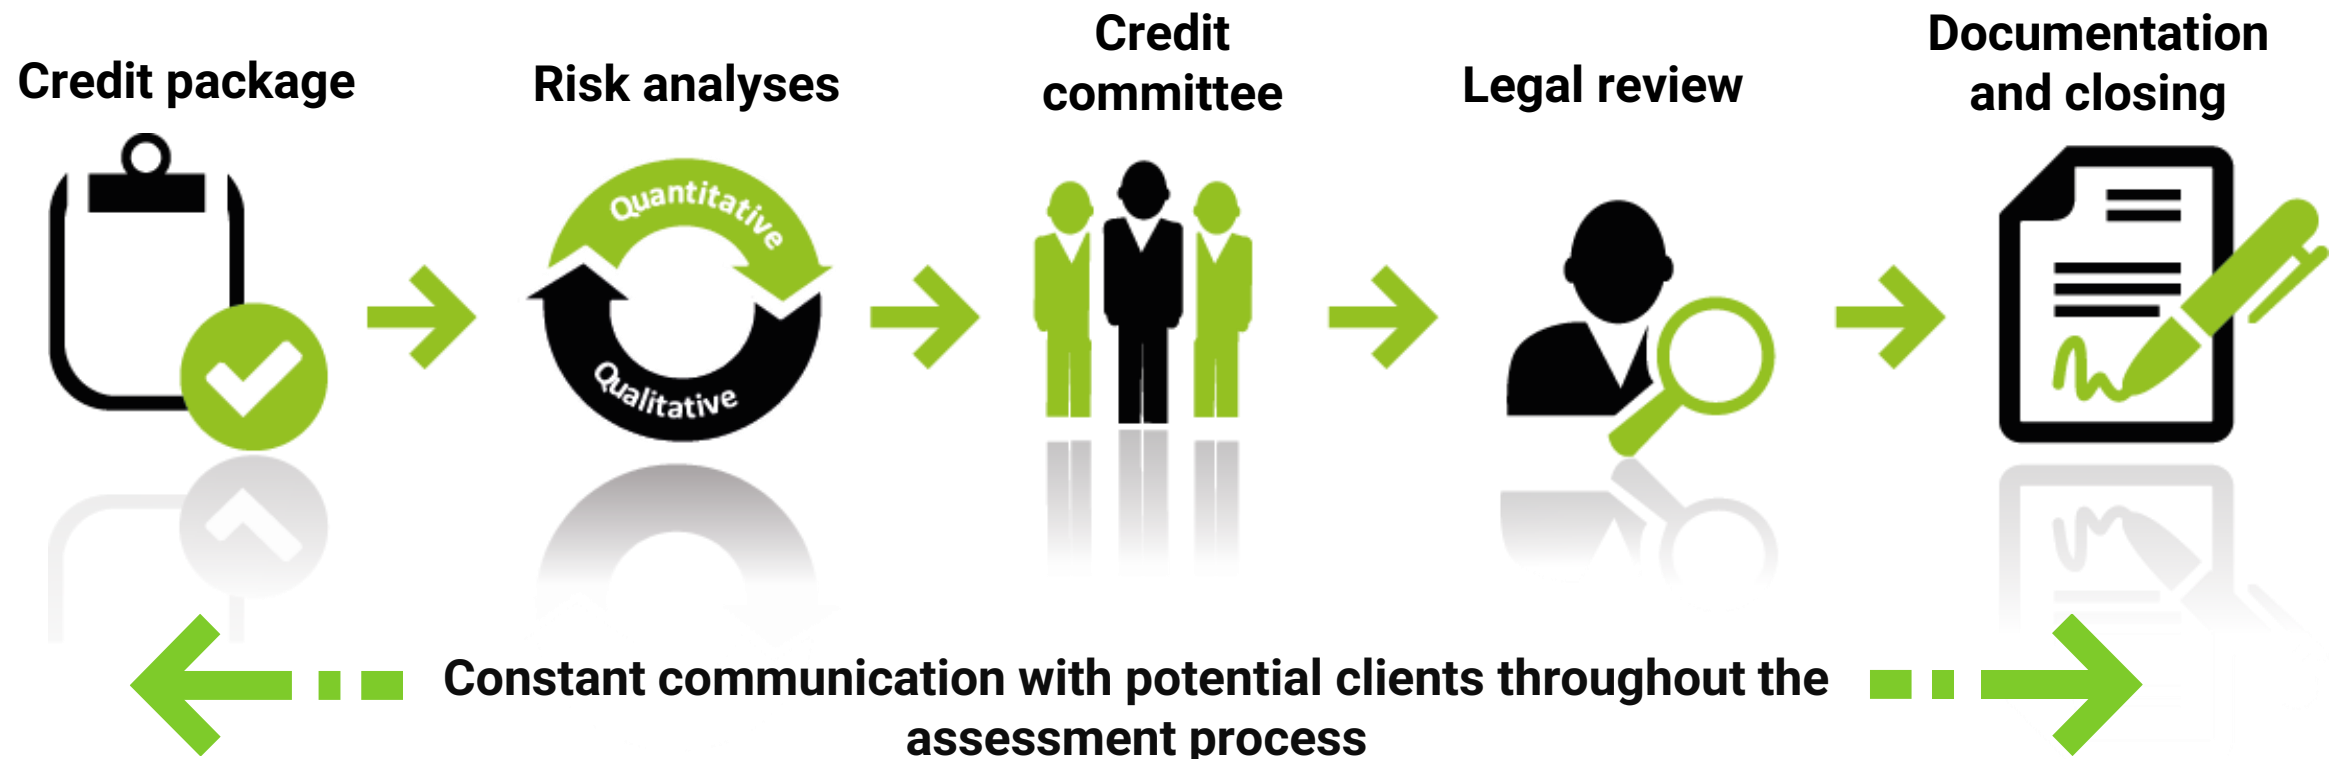 Credit package
Risk analyses
Credit
committee
Legal review
Documentation
and closing
Quantitative
Qualitative
Constant communication with potential clients throughout the
assessment process